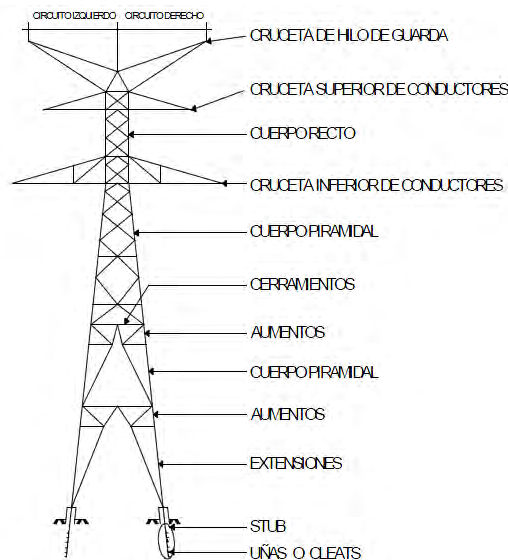 CIRCUITO IZQUIERDO CIRCUITO DERECHO
CRUCETA DE HILO DE GUARDA
CRUCETA SUPERIOR DE CONDUCTORES
CUERPO RECTO
CRUCETA INFERIOR DE CONDUCTORES
CUERPO PIRAMIDAL
CERRAMIENTOS
AUMENTOS
CUERPO PIRAMIDAL
AUMENTOS
EXTENSIONES
STUB
UÑAS O CLEATS